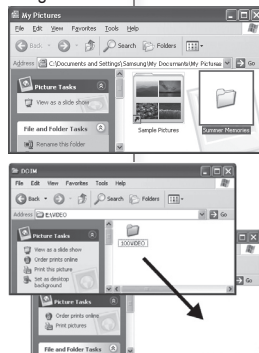 My Pictures
File Edit View Favorites Tools Help
Back Search Folders
Address C:\Documents and Settings\Samsung\My Documents\My Pictures Go
Picture Tasks
View as a slide show
File and Folder Tasks
Rename this folder
Sample Pictures
Summer Memories
DCIM
File Edit View Favorites Tools Help
Back Search Folders
Address E:\VIDEO Go
Picture Tasks
View as a slide show
Order prints online
Print this picture
Set as desktop
background
100VIDEO
Go
Picture Tasks
Order prints online
Print pictures
File and Folder Tasks